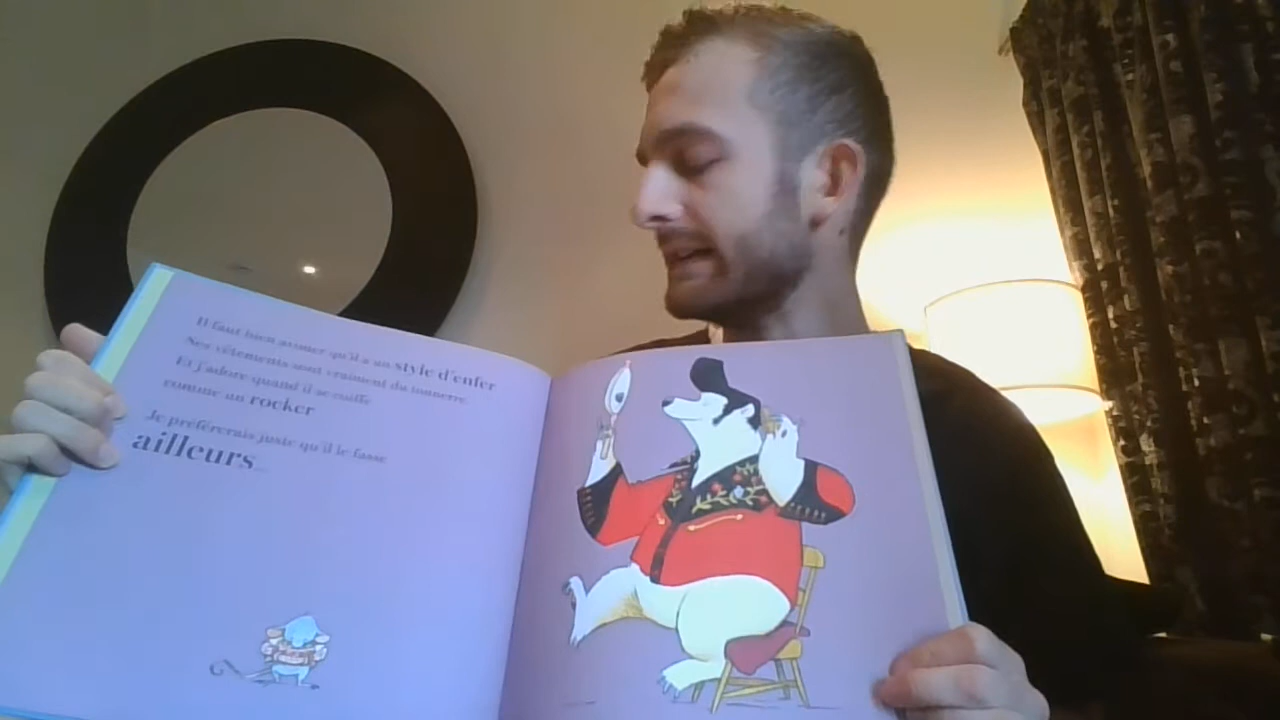 Il faut bien avouer qu'il a un style d'enfer
Ses vêtements sont vraiment du tonnerre.
Et j'adore quand il se coiffe
comme un rocker
Je préférerais juste qu'il le fasse
ailleurs...